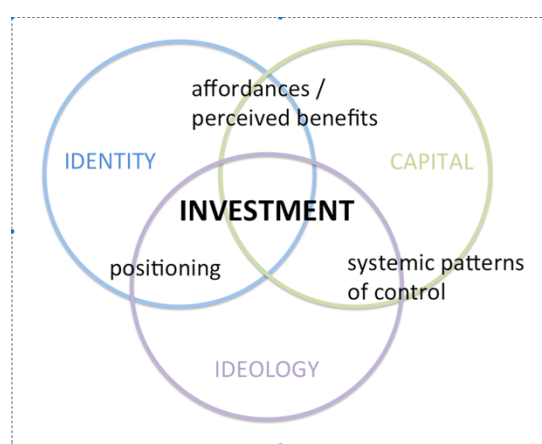 affordances /
perceived benefits
IDENTITY
CAPITAL
INVESTMENT
positioning
systemic patterns
of control
IDEOLOGY